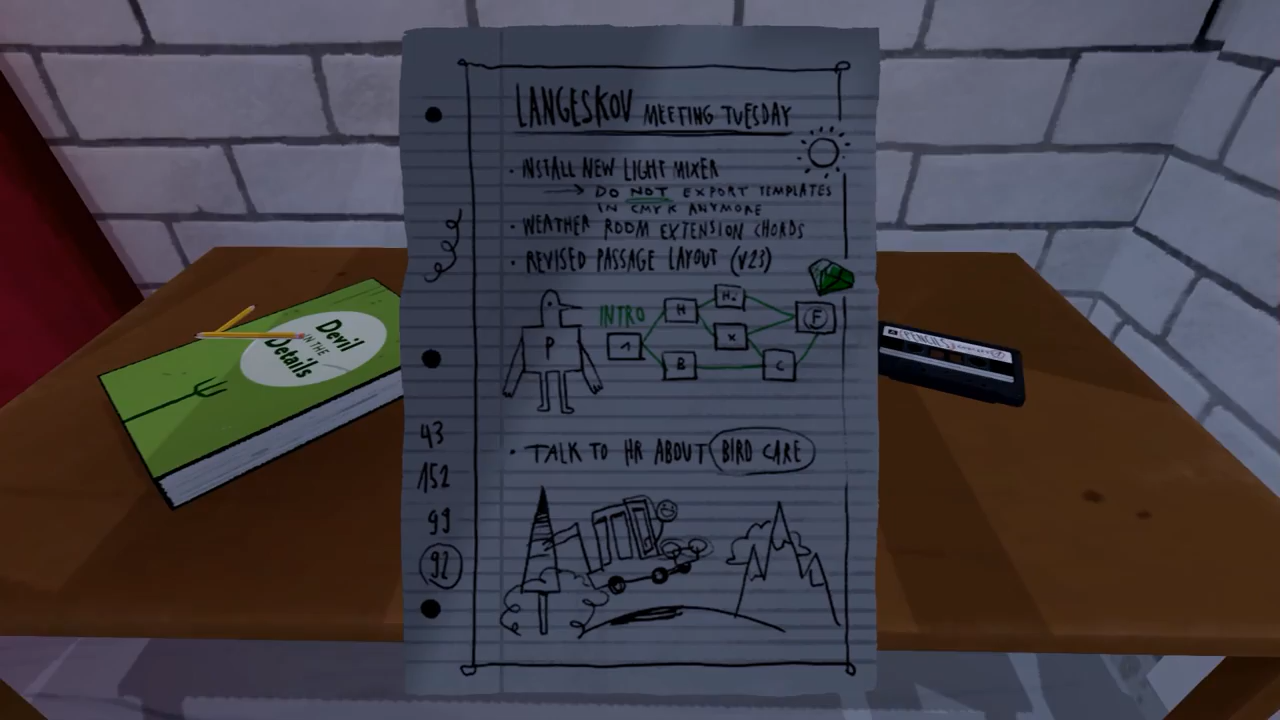 LANGESKOV MEETING TUESDAY
· INSTALL NEW LIGHT MIXER
→ DO NOT EXPORT TEMPLATES
IN CMYK ANYMORE
· WEATHER ROOM EXTENSION CHORDS
· REVISED PASSAGE LAYOUT (V23)
INTRO
1
H
H2
X
B
C
F
P
· TALK TO HR ABOUT BIRD CARE
43
152
99
92
Devil
IN THE
Details
PENCILS